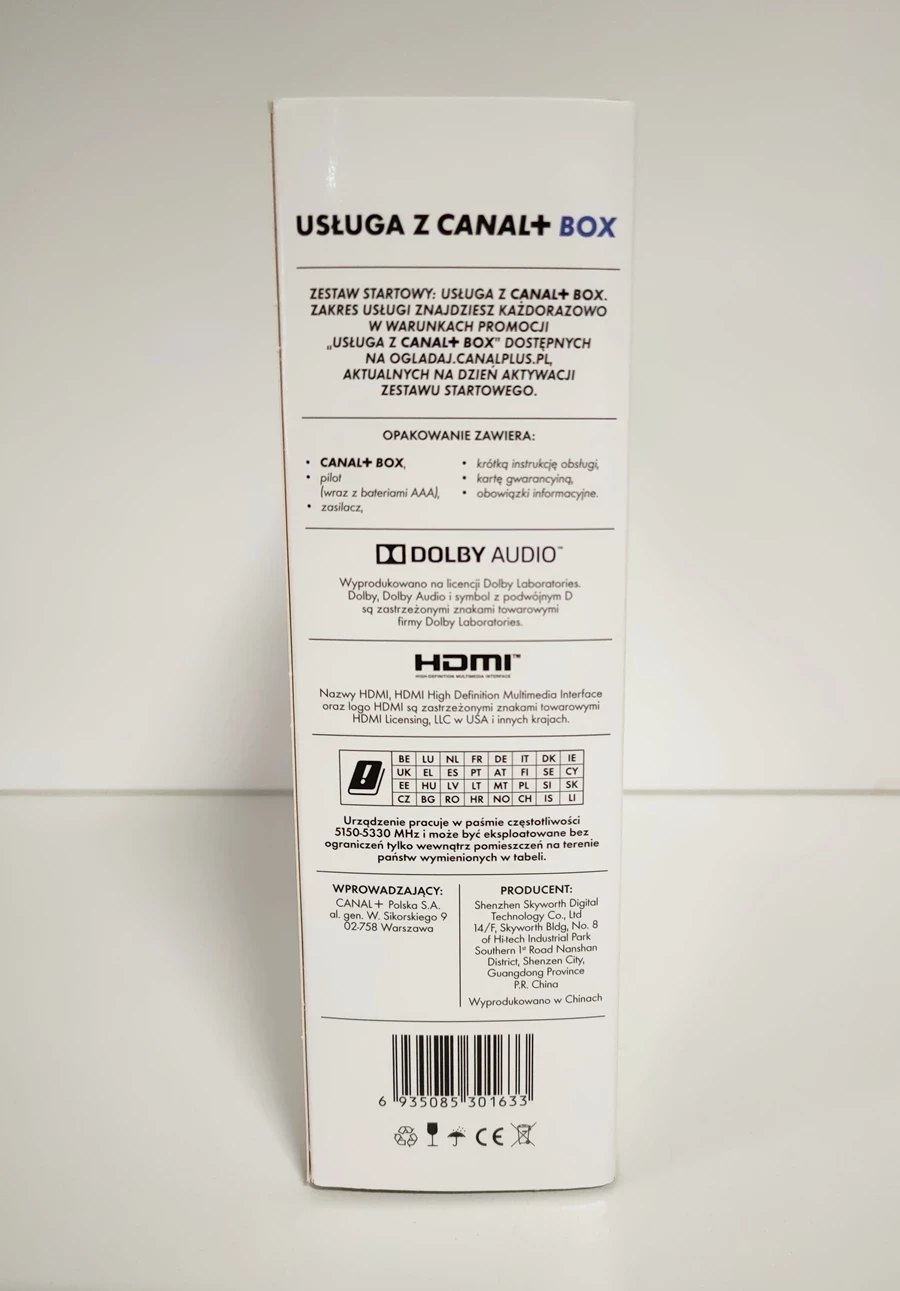 USŁUGA Z CANAL+ BOX
ZESTAW STARTOWY: USŁUGA Z CANAL+ BOX.
ZAKRES USŁUGI ZNAJDZIESZ KAŻDORAZOWO
W WARUNKACH PROMOCJI
„USŁUGA Z CANAL+ BOX" DOSTĘPNYCH
NA OGLADAJ.CANALPLUS.PL,
AKTUALNYCH NA DZIEŃ AKTYWACJI
ZESTAWU STARTOWEGO.
OPAKOWANIE ZAWIERA:
• CANAL+ BOX,
• pilot
(wraz z bateriami AAA),
• zasilacz,
• krótką instrukcję obsługi,
• kartę gwarancyjną,
• obowiązki informacyjne.
DOLBY AUDIO™
Wyprodukowano na licencji Dolby Laboratories.
Dolby, Dolby Audio i symbol z podwójnym D
są zastrzeżonymi znakami towarowymi
firmy Dolby Laboratories.
HDMI™
HIGH-DEFINITION MULTIMEDIA INTERFACE
Nazwy HDMI, HDMI High Definition Multimedia Interface
oraz logo HDMI są zastrzeżonymi znakami towarowymi
HDMI Licensing, LLC w USA i innych krajach.
BE LU NL FR DE IT DK IE
UK EL ES PT AT FI SE CY
EE HU LV LT MT PL SI SK
CZ BG RO HR NO CH IS LI
Urządzenie pracuje w paśmie częstotliwości
5150-5330 MHz i może być eksploatowane bez
ograniczeń tylko wewnątrz pomieszczeń na terenie
państw wymienionych w tabeli.
WPROWADZAJĄCY:
CANAL+ Polska S.A.
al. gen. W. Sikorskiego 9
02-758 Warszawa
PRODUCENT:
Shenzhen Skyworth Digital
Technology Co., Ltd
14/F, Skyworth Bldg, No. 8
of Hi-tech Industrial Park
Southern 1st Road Nanshan
District, Shenzen City,
Guangdong Province
P.R. China
Wyprodukowano w Chinach
6 935085 301633
CE